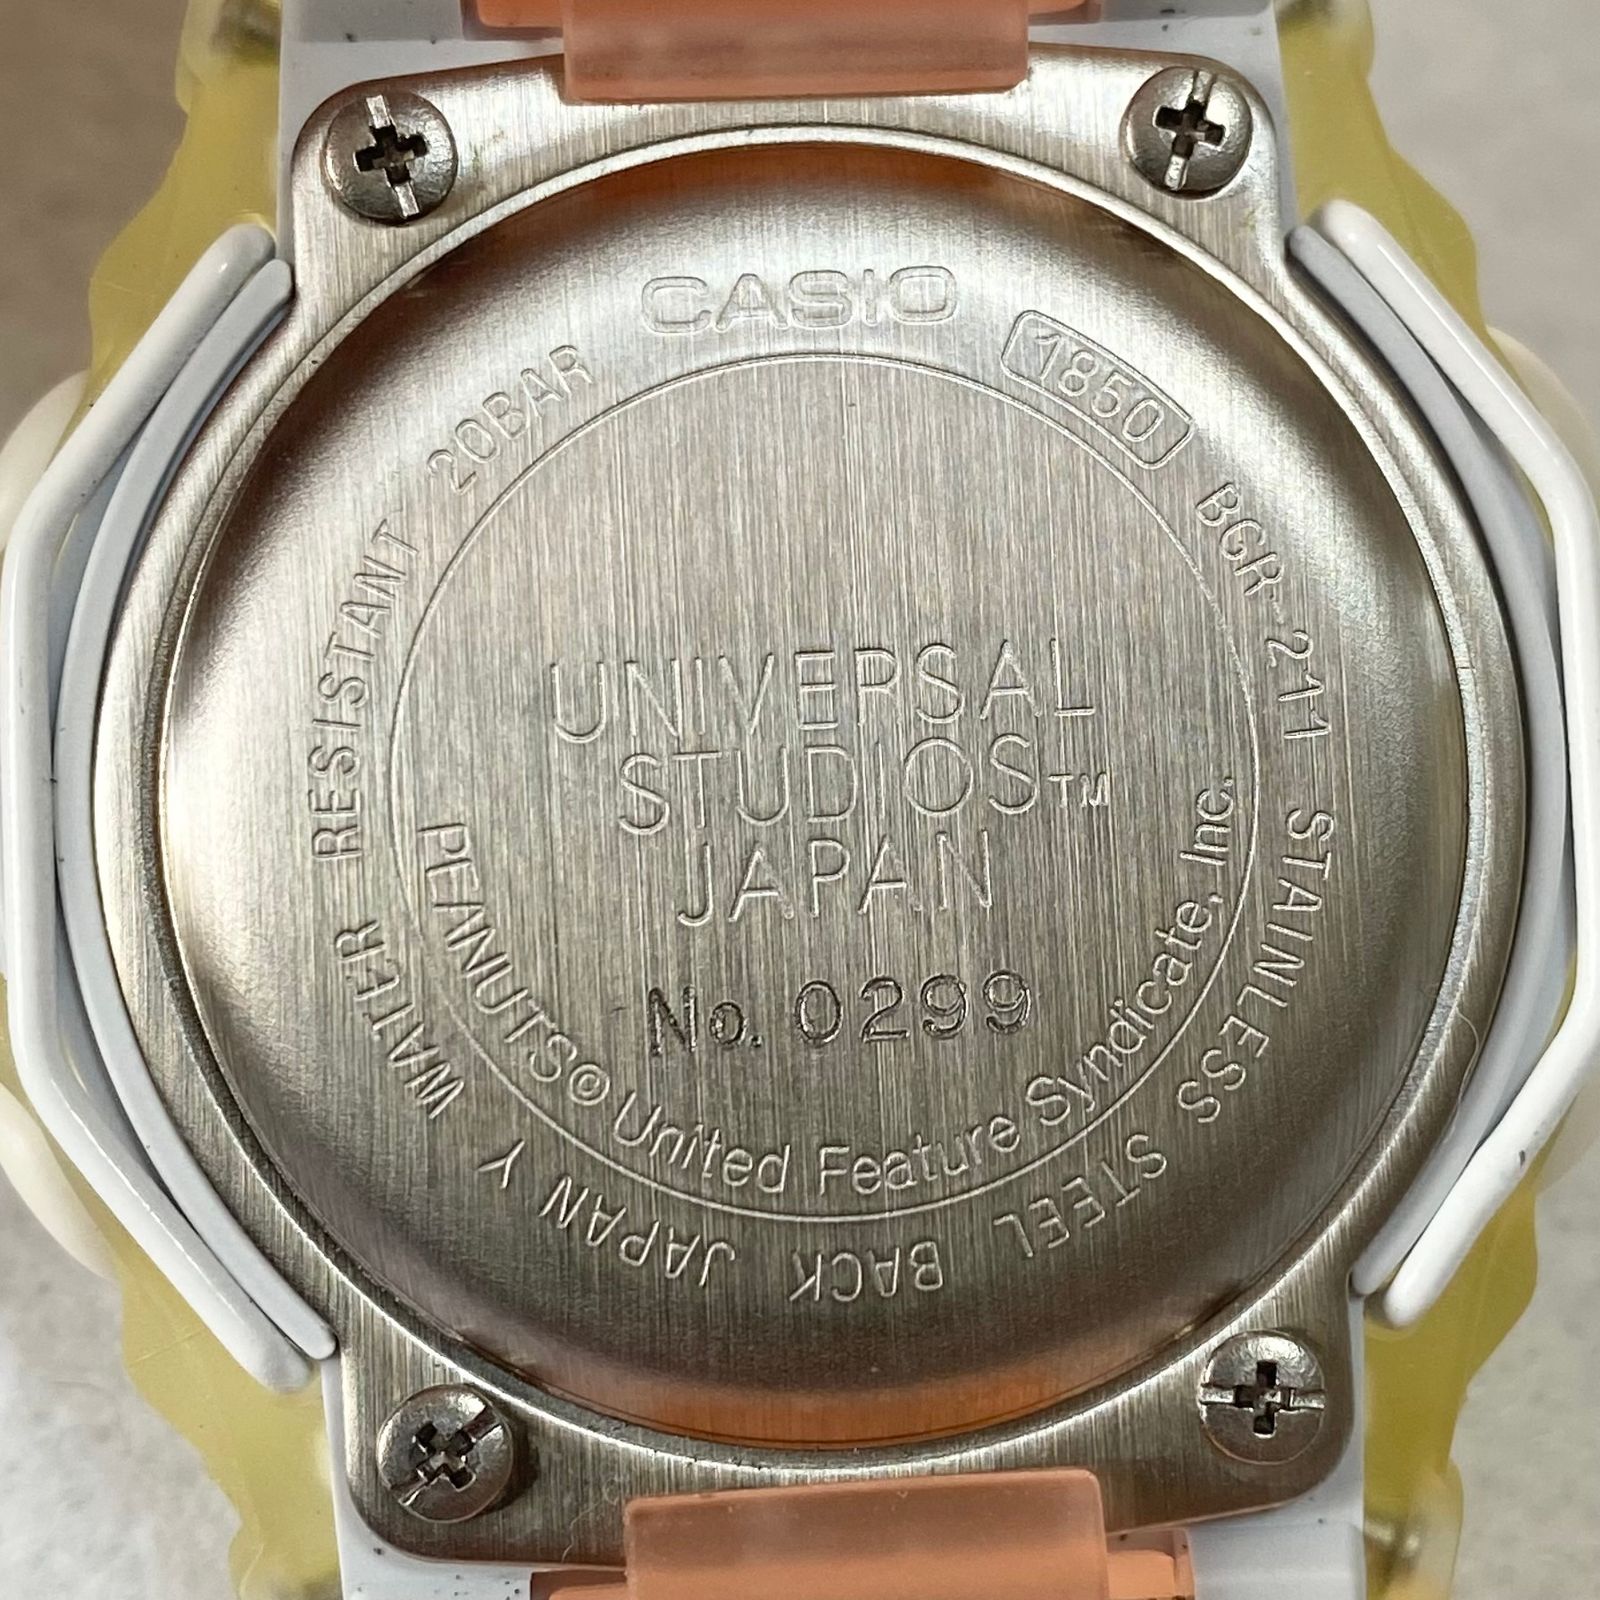 CASIO
1850
BGR-211 STAINLESS STEEL BACK JAPAN Y WATER RESISTANT 20BAR
UNIVERSAL
STUDIOS™
JAPAN
No. 0299
PEANUTS © United Feature Syndicate, Inc.